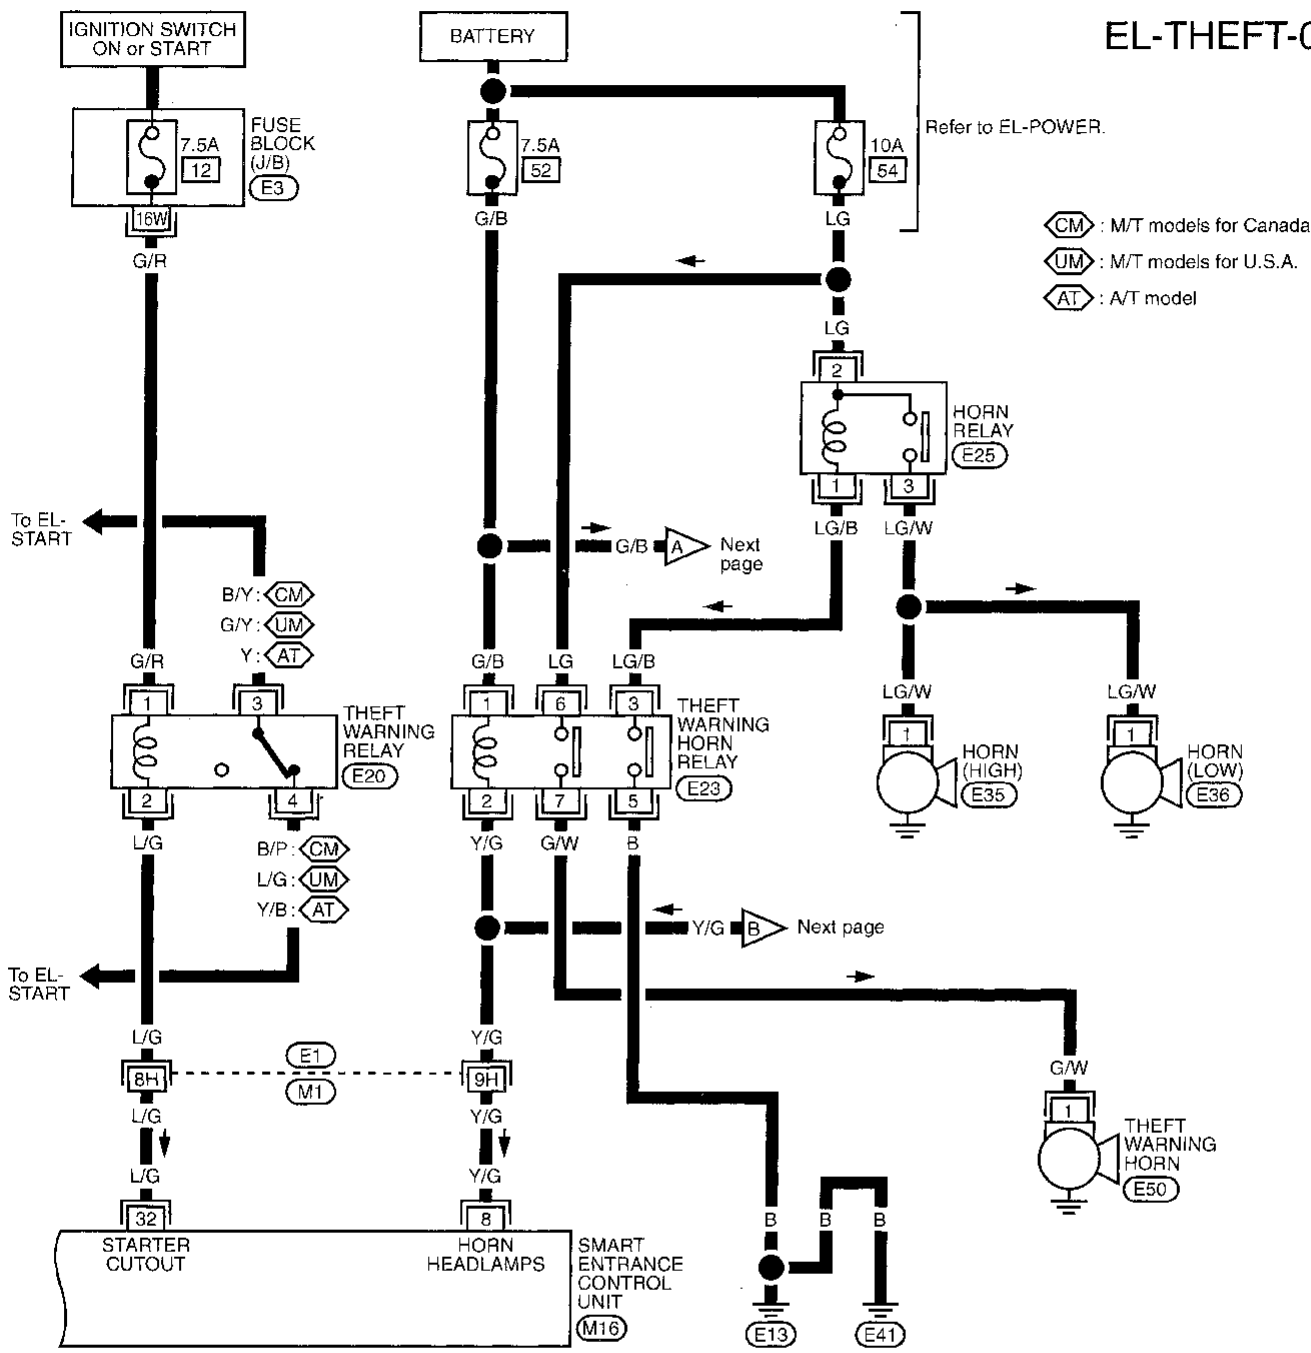 IGNITION SWITCH
ON or START
BATTERY
EL-THEFT-0
FUSE
BLOCK
(J/B)
E3
7.5A
12
7.5A
52
10A
54
Refer to EL-POWER.
16W
G/R
G/B
LG
CM : M/T models for Canada
UM : M/T models for U.S.A.
AT : A/T model
LG
2
HORN
RELAY
E25
1
3
LG/B
LG/W
To EL-
START
G/B
A
Next
page
B/Y: CM
G/Y: UM
Y: AT
G/R
G/B
LG
LG/B
LG/W
LG/W
1
3
THEFT
WARNING
RELAY
E20
2
4
1
6
3
THEFT
WARNING
HORN
RELAY
E23
2
7
5
1
HORN
(HIGH)
E35
1
HORN
(LOW)
E36
L/G
B/P: CM
L/G: UM
Y/B: AT
Y/G
G/W
B
Y/G
B
Next page
To EL-
START
L/G
Y/G
E1
M1
8H
9H
L/G
Y/G
G/W
1
THEFT
WARNING
HORN
E50
L/G
Y/G
32
8
STARTER
CUTOUT
HORN
HEADLAMPS
SMART
ENTRANCE
CONTROL
UNIT
M16
B
B
B
E13
E41